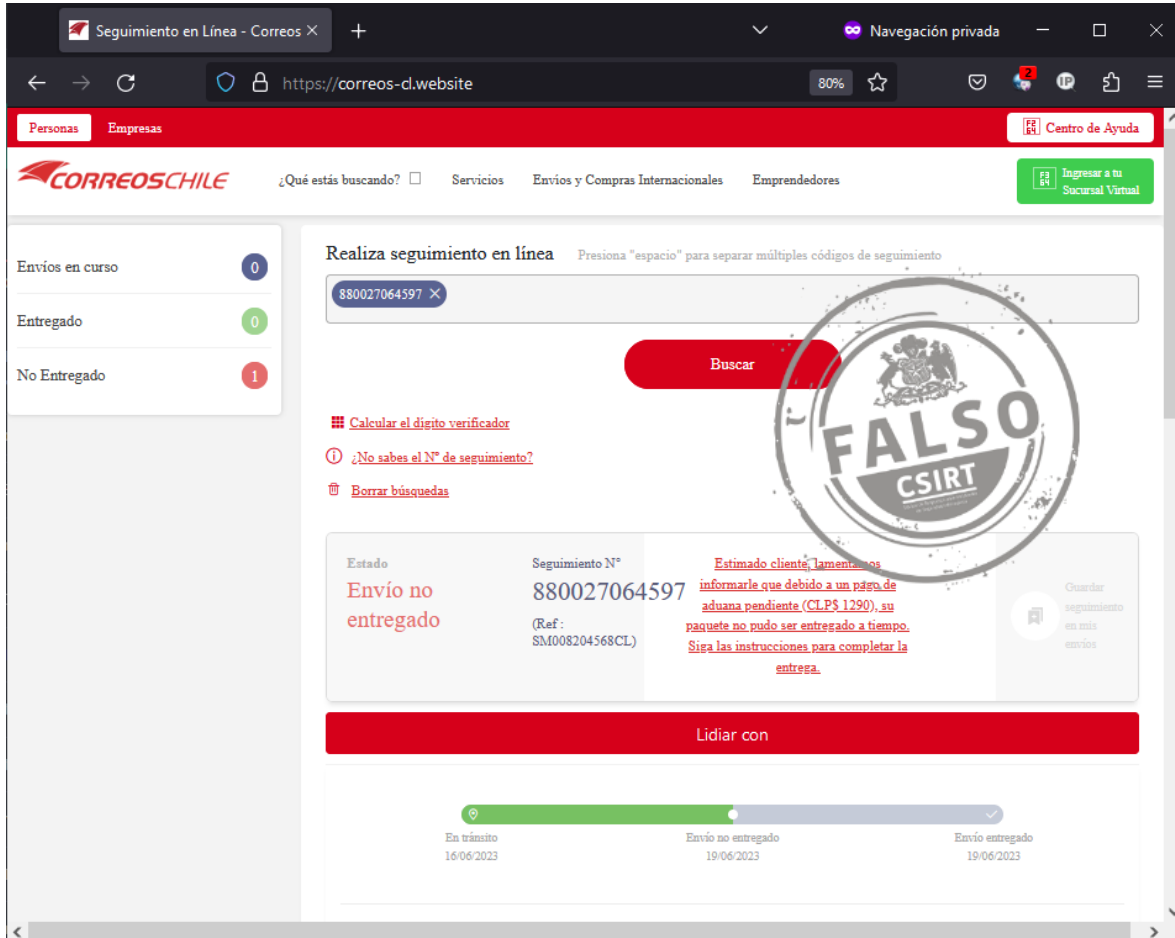 Seguimiento en Línea - Correos
Navegación privada
https://correos-cl.website
80%
2
IP
Personas
Empresas
Centro de Ayuda
CORREOSCHILE
¿Qué estás buscando?
Servicios
Envíos y Compras Internacionales
Emprendedores
Ingresar a tu
Sucursal Virtual
Envíos en curso
0
Entregado
0
No Entregado
1
Realiza seguimiento en línea
Presiona "espacio" para separar múltiples códigos de seguimiento
880027064597
Buscar
Calcular el dígito verificador
¿No sabes el N° de seguimiento?
Borrar búsquedas
FALSO
CSIRT
Estado
Envío no
entregado
Seguimiento N°
880027064597
(Ref :
SM008204568CL)
Estimado cliente, lamentamos
informarle que debido a un pago de
aduana pendiente (CLP$ 1290), su
paquete no pudo ser entregado a tiempo.
Siga las instrucciones para completar la
entrega.
Guardar
seguimiento
en mis
envíos
Lidiar con
En tránsito
16/06/2023
Envío no entregado
19/06/2023
Envío entregado
19/06/2023